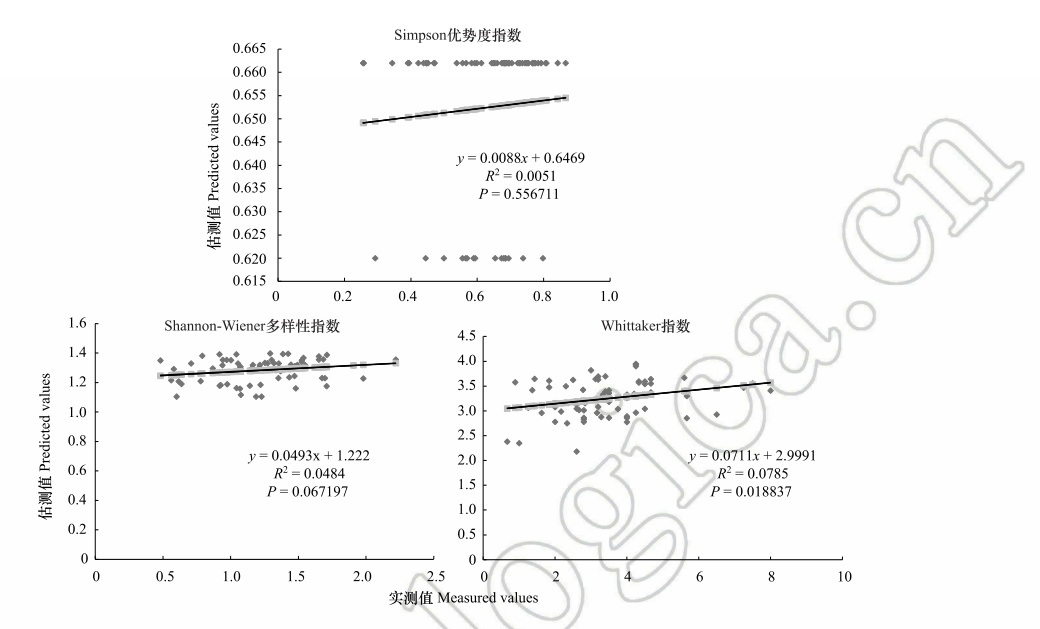 Simpson优势度指数
0.665
0.660
0.655
0.650
0.645
0.640
0.635
0.630
0.625
0.620
0.615
估测值 Predicted values
y = 0.0088x + 0.6469
R² = 0.0051
P = 0.556711
0 0.2 0.4 0.6 0.8 1.0
Shannon-Wiener多样性指数
1.6
1.4
1.2
1.0
0.8
0.6
0.4
0.2
0
估测值 Predicted values
y = 0.0493x + 1.222
R² = 0.0484
P = 0.067197
0 0.5 1.0 1.5 2.0 2.5
Whittaker指数
4.5
4.0
3.5
3.0
2.5
2.0
1.5
1.0
0.5
0
y = 0.0711x + 2.9991
R² = 0.0785
P = 0.018837
0 2 4 6 8 10
实测值 Measured values
logica.cn